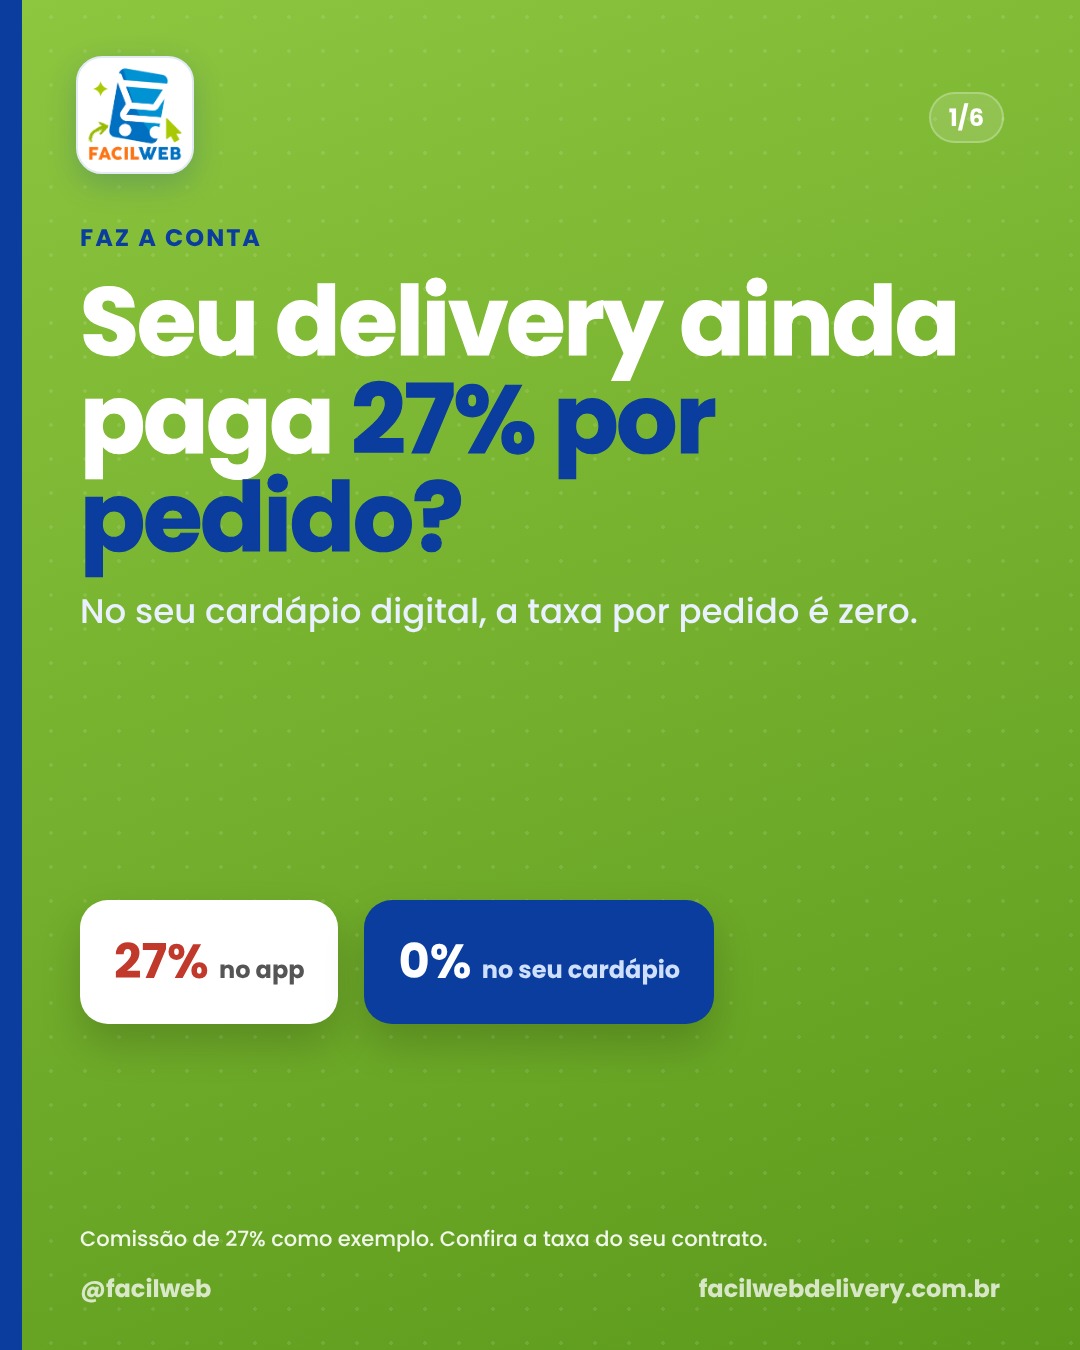 FACILWEB
1/6
FAZ A CONTA
Seu delivery ainda
paga 27% por
pedido?
No seu cardápio digital, a taxa por pedido é zero.
27% no app
0% no seu cardápio
Comissão de 27% como exemplo. Confira a taxa do seu contrato.
@facilweb
facilwebdelivery.com.br